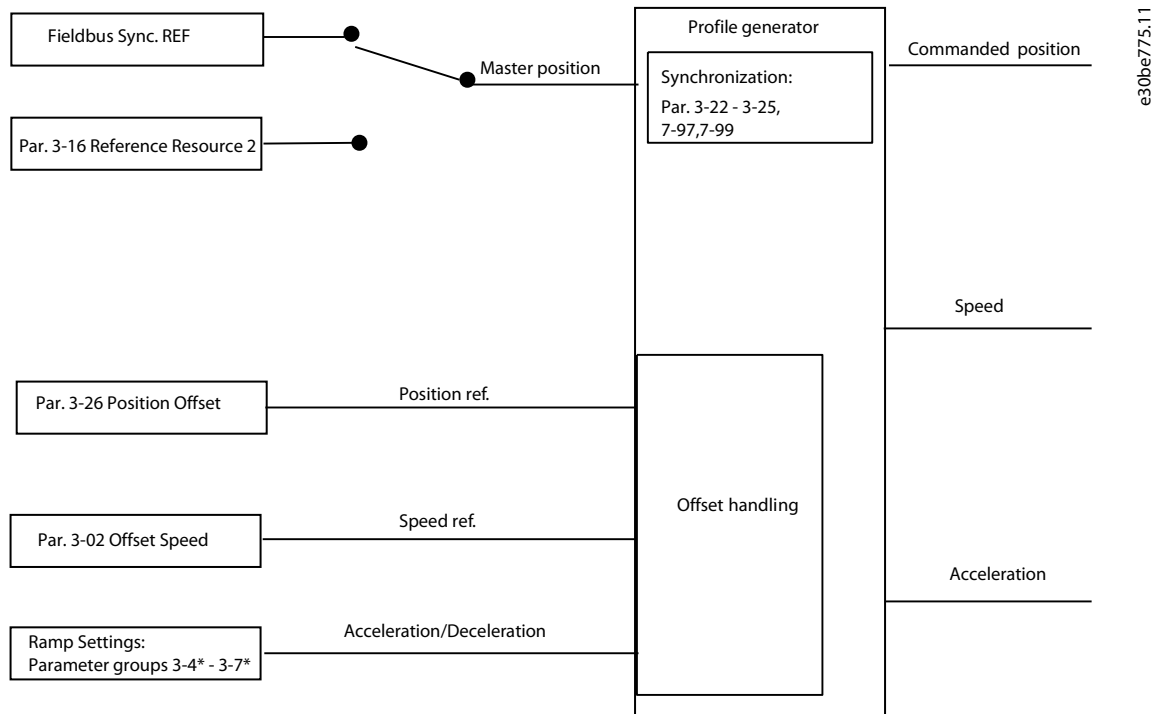 Fieldbus Sync. REF
Master position
Par. 3-16 Reference Resource 2
Profile generator
Synchronization:
Par. 3-22 - 3-25,
7-97,7-99
Commanded position
e30be775.11
Speed
Par. 3-26 Position Offset
Position ref.
Offset handling
Par. 3-02 Offset Speed
Speed ref.
Acceleration
Ramp Settings:
Parameter groups 3-4* - 3-7*
Acceleration/Deceleration